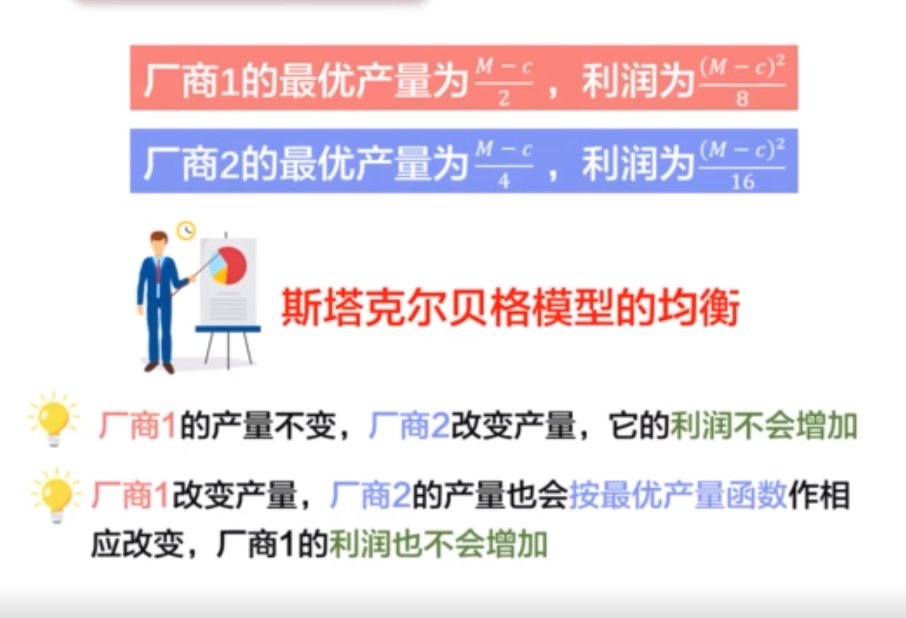 厂商1的最优产量为\frac{M-c}{2}，利润为\frac{(M-c)^2}{8}
厂商2的最优产量为\frac{M-c}{4}，利润为\frac{(M-c)^2}{16}
斯塔克尔贝格模型的均衡
厂商1的产量不变，厂商2改变产量，它的利润不会增加
厂商1改变产量，厂商2的产量也会按最优产量函数作相
应改变，厂商1的利润也不会增加